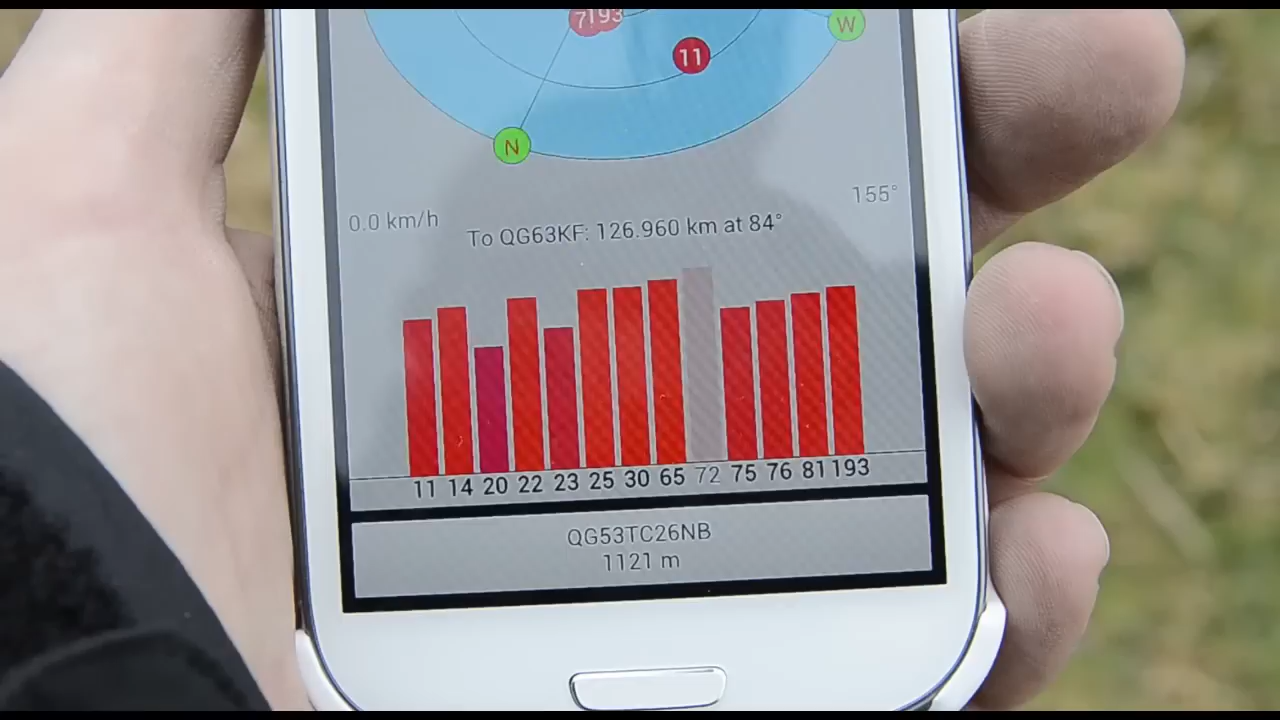 W
11
N
0.0 km/h
155°
To QG63KF: 126.960 km at 84°
11 14 20 22 23 25 30 65 72 75 76 81 193
QG53TC26NB
1121 m